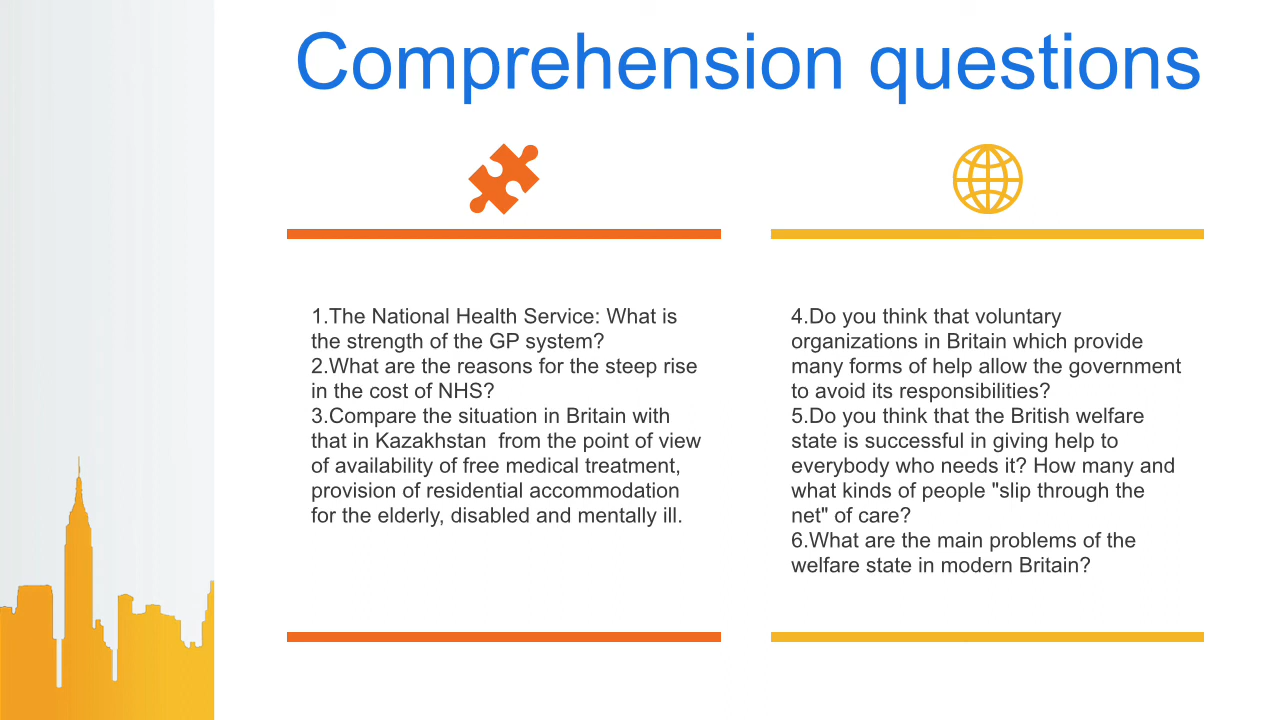 Comprehension questions
1.The National Health Service: What is
the strength of the GP system?
2.What are the reasons for the steep rise
in the cost of NHS?
3.Compare the situation in Britain with
that in Kazakhstan  from the point of view
of availability of free medical treatment,
provision of residential accommodation
for the elderly, disabled and mentally ill.
4.Do you think that voluntary
organizations in Britain which provide
many forms of help allow the government
to avoid its responsibilities?
5.Do you think that the British welfare
state is successful in giving help to
everybody who needs it? How many and
what kinds of people "slip through the
net" of care?
6.What are the main problems of the
welfare state in modern Britain?